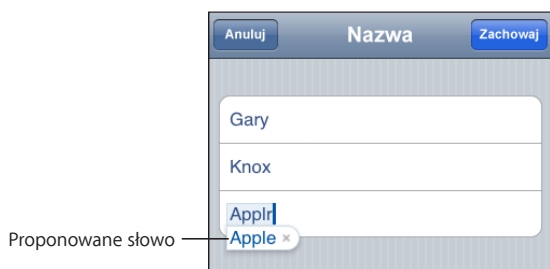 Anuluj Nazwa Zachowaj
Gary
Knox
Applr
Proponowane słowo Apple ×